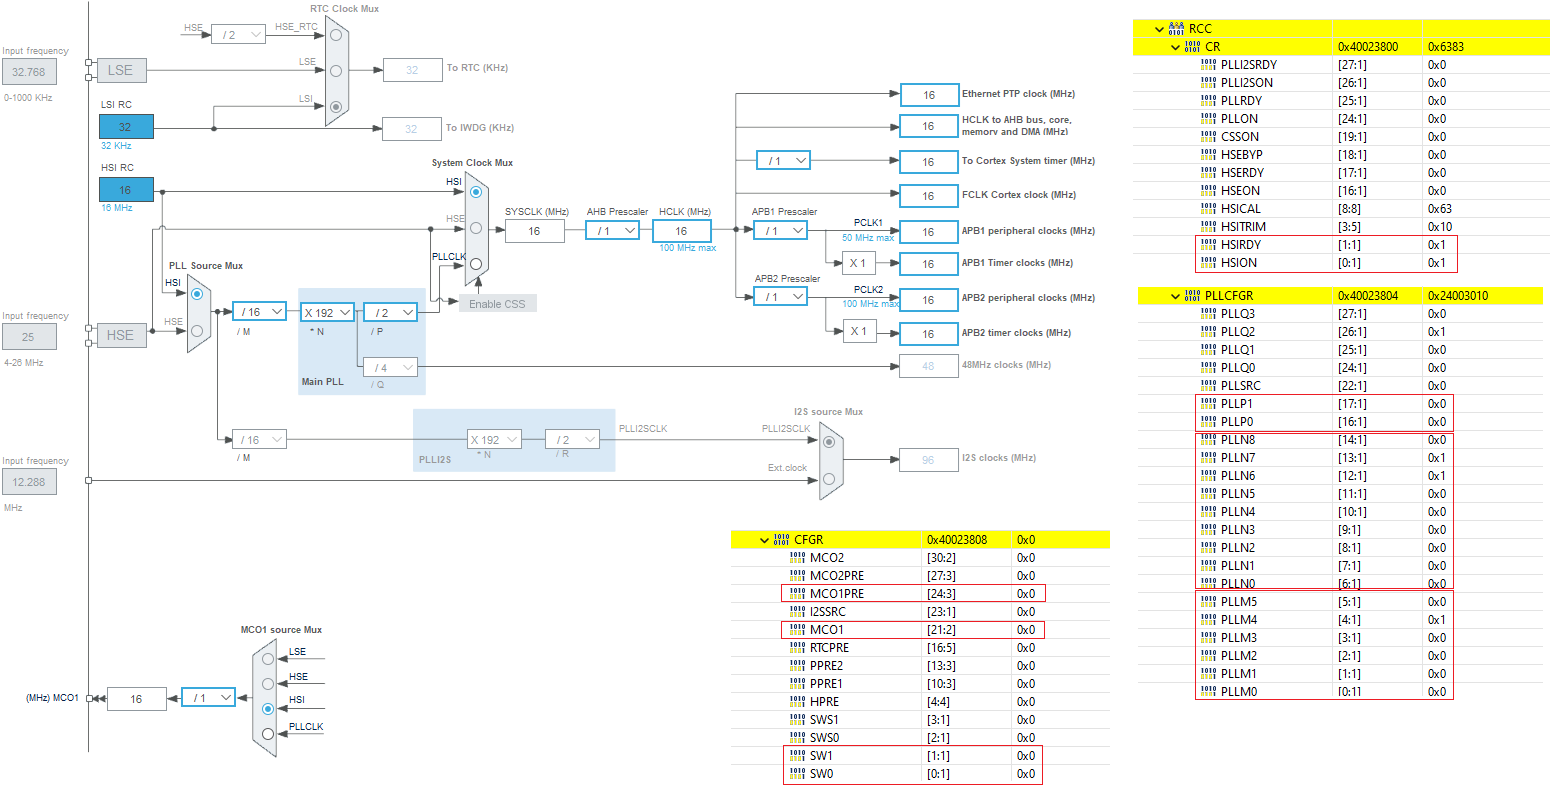 RTC Clock Mux
HSE
/ 2
HSE_RTC
Input frequency
32.768
0-1000 KHz
LSE
LSE
32
To RTC (KHz)
LSI RC
32
32 KHz
LSI
32
To IWDG (KHz)
HSI RC
16
16 MHz
System Clock Mux
HSI
HSE
PLLCLK
Enable CSS
SYSCLK (MHz)
16
AHB Prescaler
/ 1
HCLK (MHz)
16
100 MHz max
16
Ethernet PTP clock (MHz)
16
HCLK to AHB bus, core,
memory and DMA (MHz)
/ 1
16
To Cortex System timer (MHz)
16
FCLK Cortex clock (MHz)
APB1 Prescaler
/ 1
PCLK1
50 MHz max
16
APB1 peripheral clocks (MHz)
X 1
16
APB1 Timer clocks (MHz)
APB2 Prescaler
/ 1
PCLK2
100 MHz max
16
APB2 peripheral clocks (MHz)
X 1
16
APB2 timer clocks (MHz)
PLL Source Mux
HSI
HSE
Input frequency
25
4-26 MHz
HSE
/ 16
/ M
X 192
* N
/ 2
/ P
/ 4
/ Q
Main PLL
48
48MHz clocks (MHz)
/ 16
/ M
PLLI2S
X 192
* N
/ 2
/ R
PLLI2SCLK
I2S source Mux
PLLI2SCLK
Ext.clock
96
I2S clocks (MHz)
Input frequency
12.288
MHz
MCO1 source Mux
LSE
HSE
HSI
PLLCLK
(MHz) MCO1
16
/ 1
CFGR 0x40023808 0x0
MCO2 [30:2] 0x0
MCO2PRE [27:3] 0x0
MCO1PRE [24:3] 0x0
I2SSRC [23:1] 0x0
MCO1 [21:2] 0x0
RTCPRE [16:5] 0x0
PPRE2 [13:3] 0x0
PPRE1 [10:3] 0x0
HPRE [4:4] 0x0
SWS1 [3:1] 0x0
SWS0 [2:1] 0x0
SW1 [1:1] 0x0
SW0 [0:1] 0x0
RCC
CR 0x40023800 0x6383
PLLI2SRDY [27:1] 0x0
PLLI2SON [26:1] 0x0
PLLRDY [25:1] 0x0
PLLON [24:1] 0x0
CSSON [19:1] 0x0
HSEBYP [18:1] 0x0
HSERDY [17:1] 0x0
HSEON [16:1] 0x0
HSICAL [8:8] 0x63
HSITRIM [3:5] 0x10
HSIRDY [1:1] 0x1
HSION [0:1] 0x1
PLLCFGR 0x40023804 0x24003010
PLLQ3 [27:1] 0x0
PLLQ2 [26:1] 0x1
PLLQ1 [25:1] 0x0
PLLQ0 [24:1] 0x0
PLLSRC [22:1] 0x0
PLLP1 [17:1] 0x0
PLLP0 [16:1] 0x0
PLLN8 [14:1] 0x0
PLLN7 [13:1] 0x1
PLLN6 [12:1] 0x1
PLLN5 [11:1] 0x0
PLLN4 [10:1] 0x0
PLLN3 [9:1] 0x0
PLLN2 [8:1] 0x0
PLLN1 [7:1] 0x0
PLLN0 [6:1] 0x0
PLLM5 [5:1] 0x0
PLLM4 [4:1] 0x1
PLLM3 [3:1] 0x0
PLLM2 [2:1] 0x0
PLLM1 [1:1] 0x0
PLLM0 [0:1] 0x0